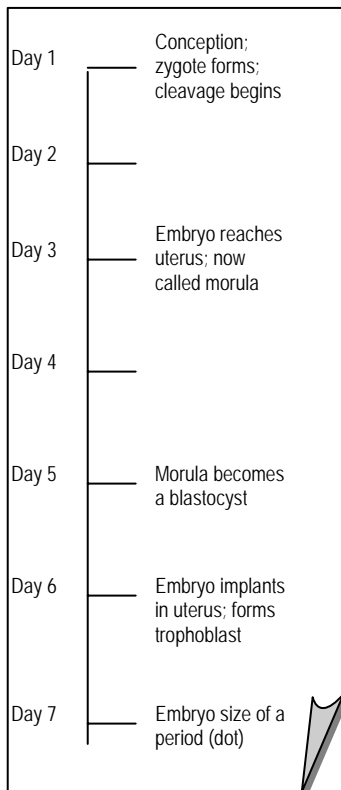 Day 1
Conception;
zygote forms;
cleavage begins
Day 2
Day 3
Embryo reaches
uterus; now
called morula
Day 4
Day 5
Morula becomes
a blastocyst
Day 6
Embryo implants
in uterus; forms
trophoblast
Day 7
Embryo size of a
period (dot)